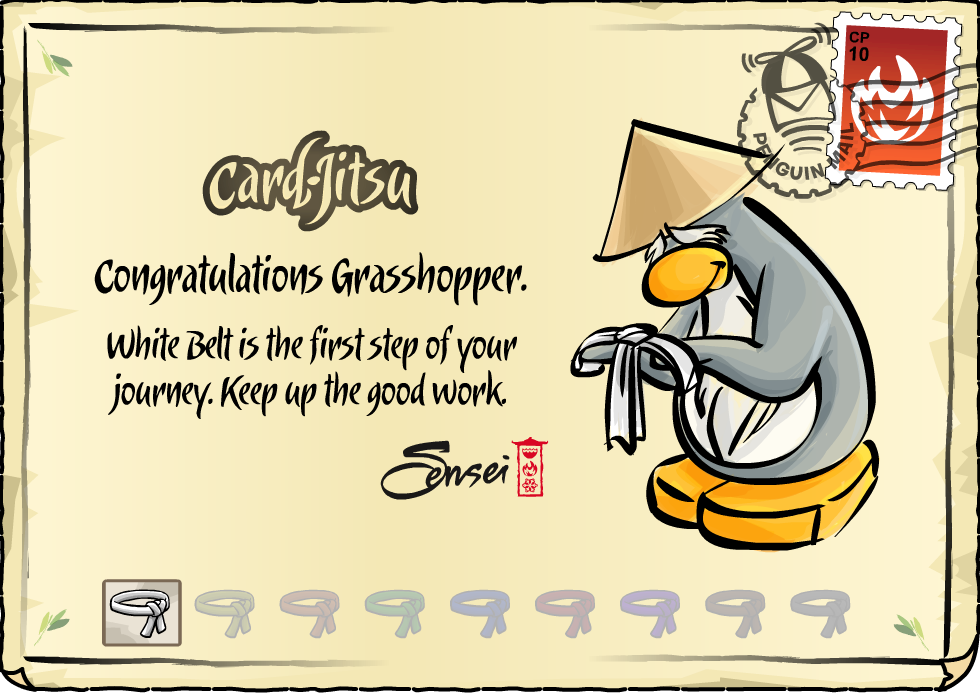 CP
10
PENGUIN MAIL
Card-Jitsu
Congratulations Grasshopper.
White Belt is the first step of your
journey. Keep up the good work.
Sensei